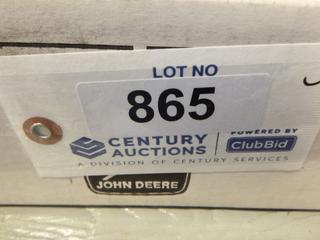 LOT NO
865
CENTURY AUCTIONS
POWERED BY
ClubBid
A DIVISION OF CENTURY SERVICES
JOHN DEERE